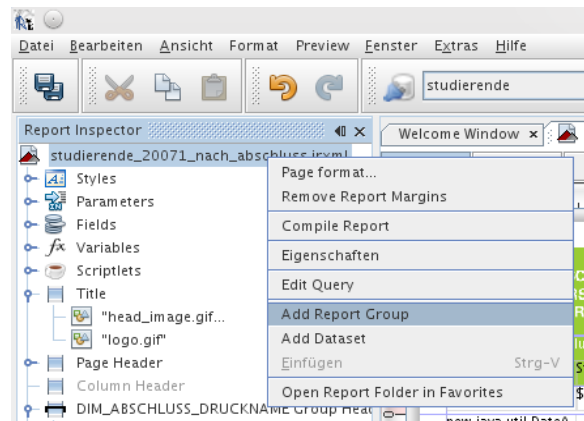 Datei Bearbeiten Ansicht Format Preview Fenster Extras Hilfe
studierende
Report Inspector
Welcome Window
studierende_20071_nach_abschluss.jrxml
Styles
Parameters
Fields
Variables
Scriptlets
Title
"head_image.gif...
"logo.gif"
Page Header
Column Header
DIM_ABSCHLUSS_DRUCKNAME Group Head
Page format...
Remove Report Margins
Compile Report
Eigenschaften
Edit Query
Add Report Group
Add Dataset
Einfügen Strg-V
Open Report Folder in Favorites